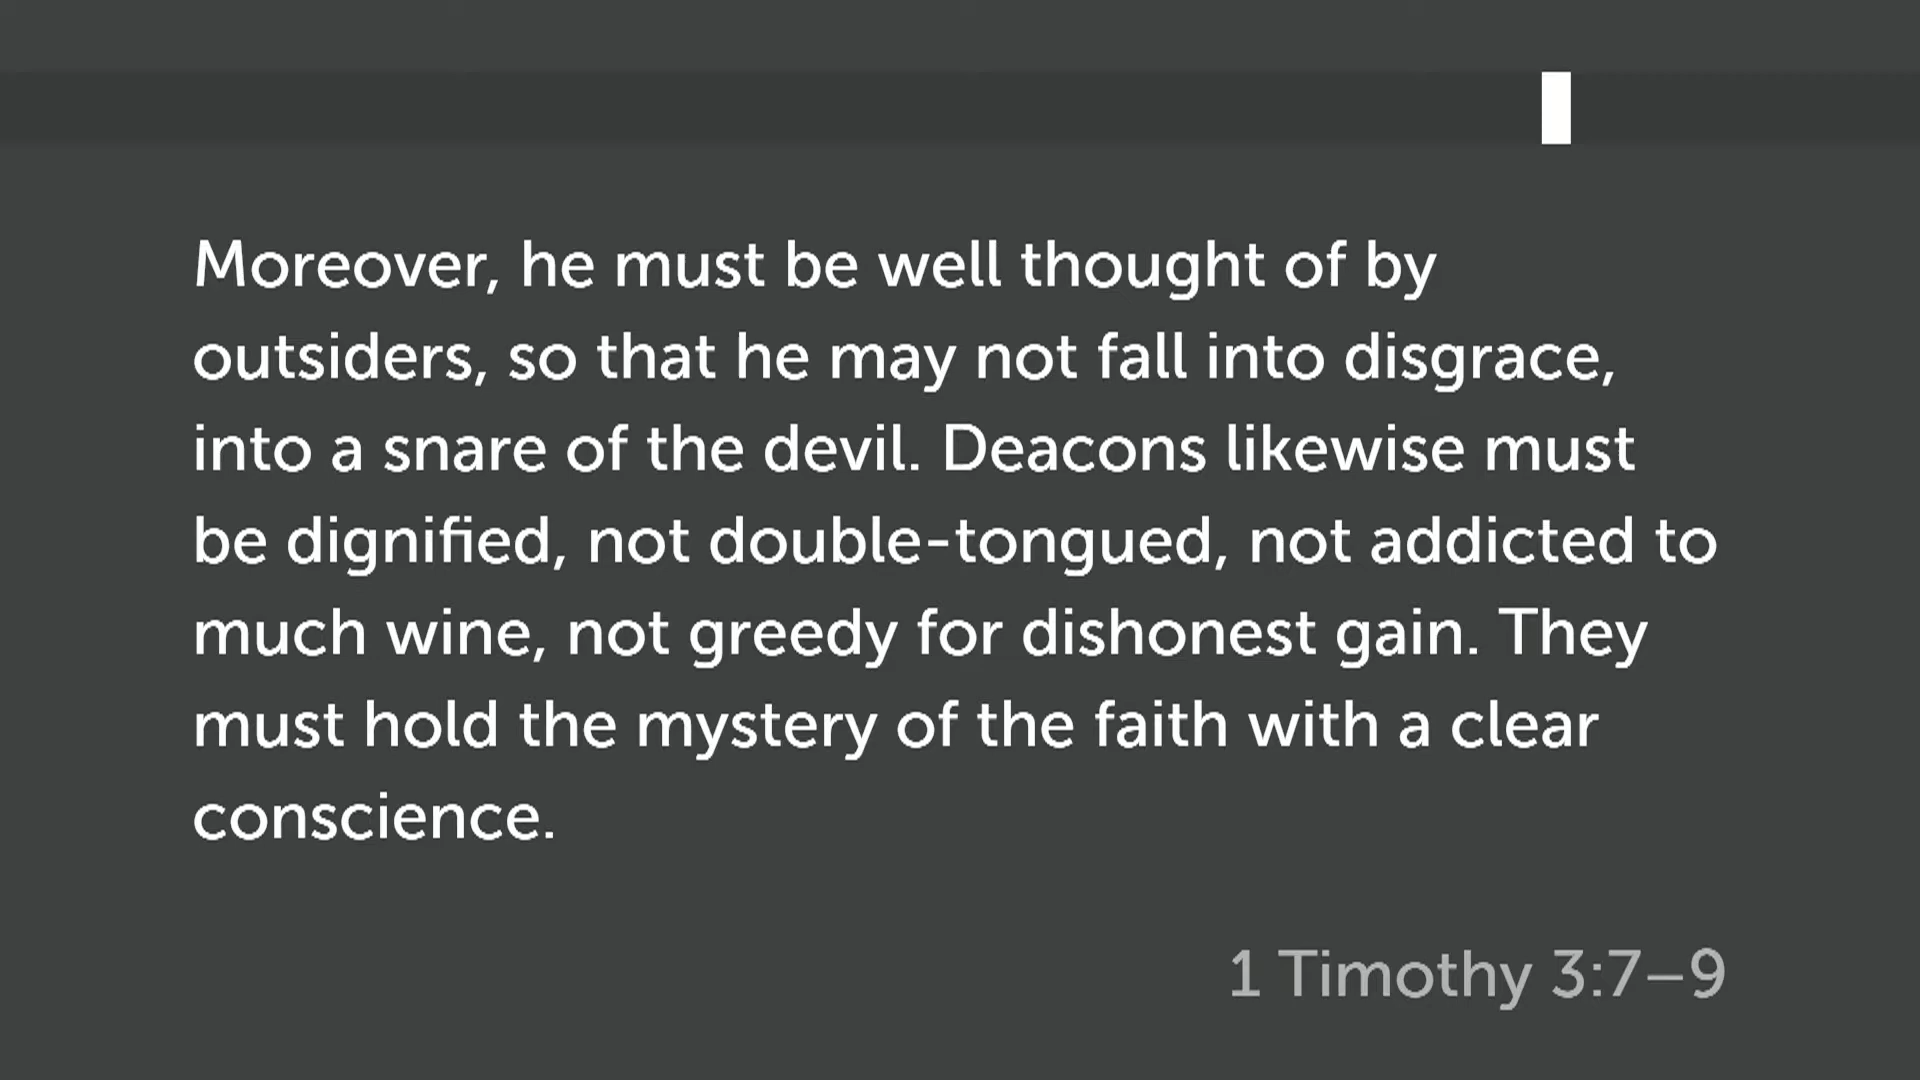 Moreover, he must be well thought of by
outsiders, so that he may not fall into disgrace,
into a snare of the devil. Deacons likewise must
be dignified, not double-tongued, not addicted to
much wine, not greedy for dishonest gain. They
must hold the mystery of the faith with a clear
conscience.
1 Timothy 3:7–9